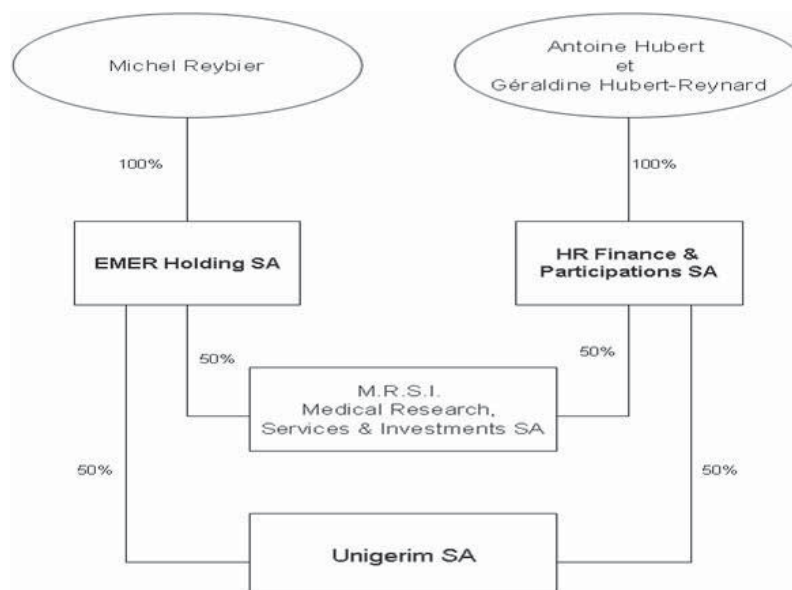 Michel Reybier
Antoine Hubert
et
Géraldine Hubert-Reynard
100%
100%
EMER Holding SA
HR Finance &
Participations SA
50%
50%
M.R.S.I.
Medical Research,
Services & Investments SA
50%
50%
Unigerim SA